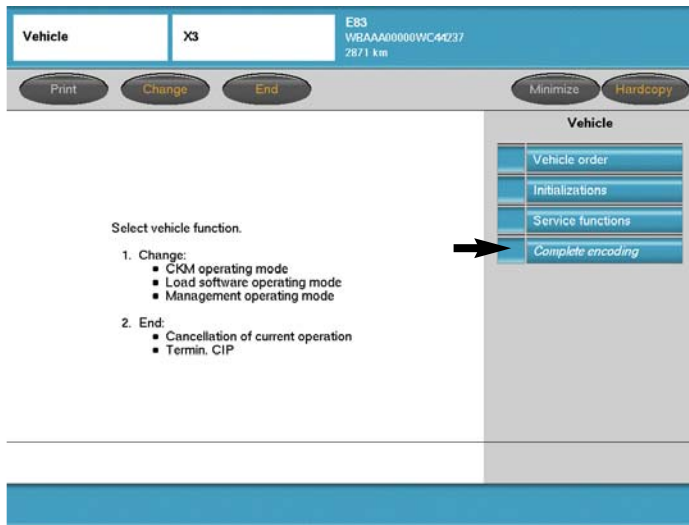 Vehicle
X3
E83
WBAAA00000WC44237
2871 km
Print
Change
End
Minimize
Hardcopy
Vehicle
Vehicle order
Initializations
Service functions
Complete encoding
Select vehicle function.
1. Change:
▪ CKM operating mode
▪ Load software operating mode
▪ Management operating mode
2. End:
▪ Cancellation of current operation
▪ Termin. CIP